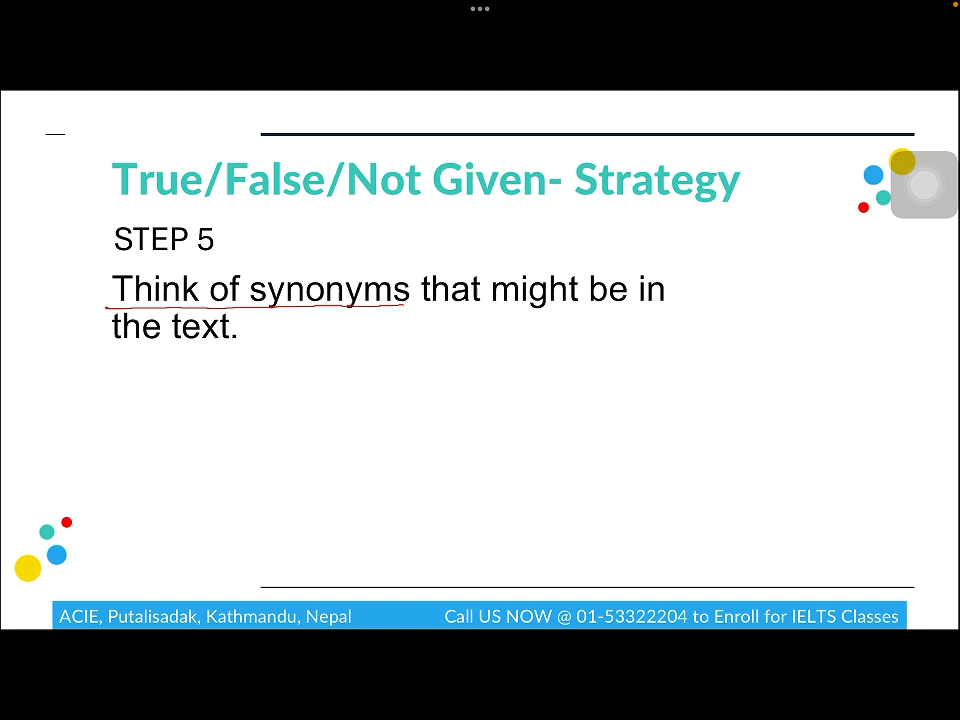 True/False/Not Given- Strategy
STEP 5
Think of synonyms that might be in
the text.
ACIE, Putalisadak, Kathmandu, Nepal
Call US NOW @ 01-53322204 to Enroll for IELTS Classes